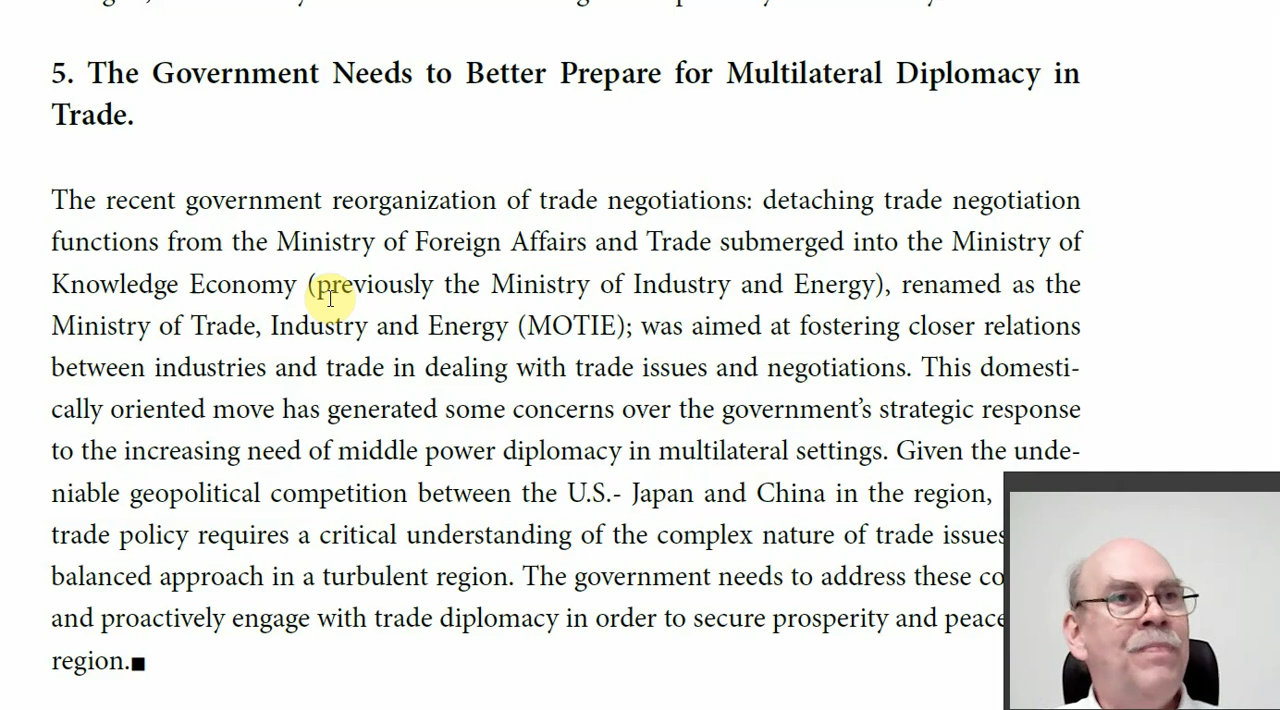 5. The Government Needs to Better Prepare for Multilateral Diplomacy in
Trade.
The recent government reorganization of trade negotiations: detaching trade negotiation
functions from the Ministry of Foreign Affairs and Trade submerged into the Ministry of
Knowledge Economy (previously the Ministry of Industry and Energy), renamed as the
Ministry of Trade, Industry and Energy (MOTIE); was aimed at fostering closer relations
between industries and trade in dealing with trade issues and negotiations. This domesti-
cally oriented move has generated some concerns over the government's strategic response
to the increasing need of middle power diplomacy in multilateral settings. Given the unde-
niable geopolitical competition between the U.S.- Japan and China in the region,
trade policy requires a critical understanding of the complex nature of trade issues
balanced approach in a turbulent region. The government needs to address these
and proactively engage with trade diplomacy in order to secure prosperity and peace
region.■